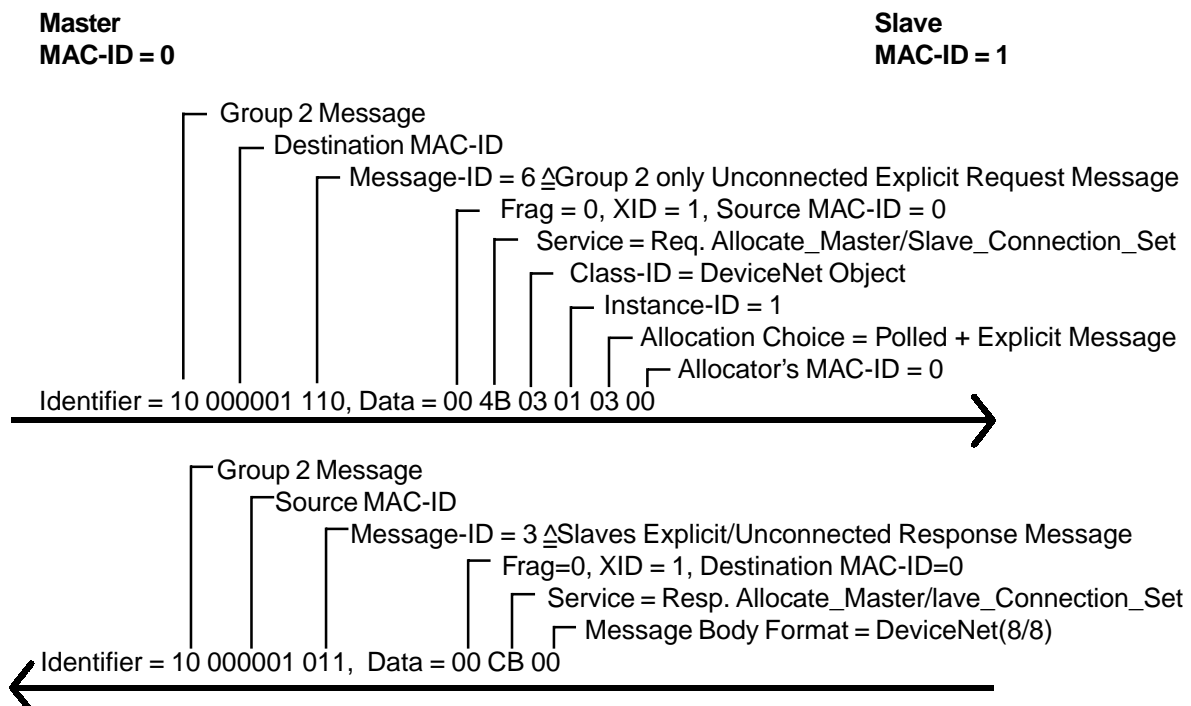 Master
MAC-ID = 0
Slave
MAC-ID = 1
Group 2 Message
Destination MAC-ID
Message-ID = 6 ≙Group 2 only Unconnected Explicit Request Message
Frag = 0, XID = 1, Source MAC-ID = 0
Service = Req. Allocate_Master/Slave_Connection_Set
Class-ID = DeviceNet Object
Instance-ID = 1
Allocation Choice = Polled + Explicit Message
Allocator's MAC-ID = 0
Identifier = 10 000001 110, Data = 00 4B 03 01 03 00
Group 2 Message
Source MAC-ID
Message-ID = 3 ≙Slaves Explicit/Unconnected Response Message
Frag=0, XID = 1, Destination MAC-ID=0
Service = Resp. Allocate_Master/lave_Connection_Set
Message Body Format = DeviceNet(8/8)
Identifier = 10 000001 011, Data = 00 CB 00